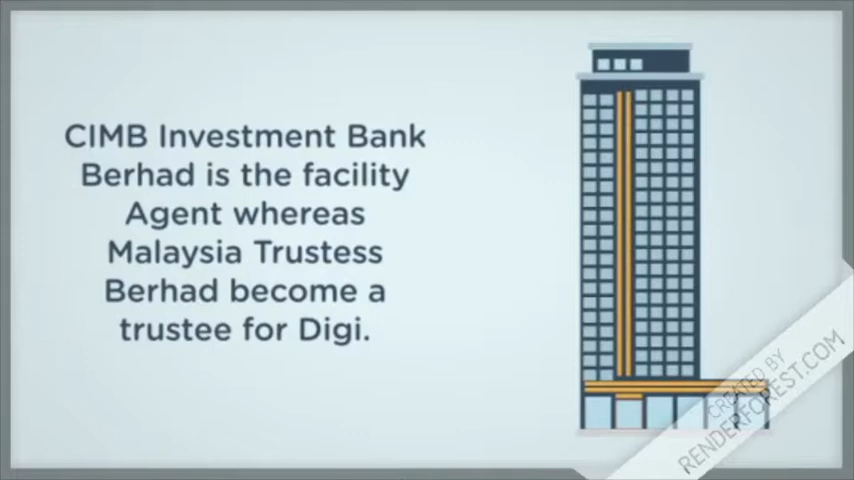 CIMB Investment Bank
Berhad is the facility
Agent whereas
Malaysia Trustess
Berhad become a
trustee for Digi.
CREATED BY
RENDERFOREST.COM